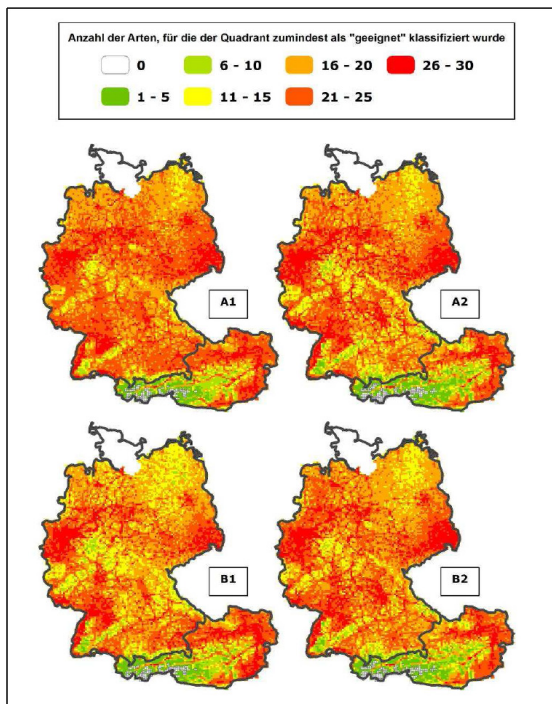 Anzahl der Arten, für die der Quadrant zumindest als "geeignet" klassifiziert wurde
0 6 - 10 16 - 20 26 - 30
1 - 5 11 - 15 21 - 25
A1 A2
B1 B2